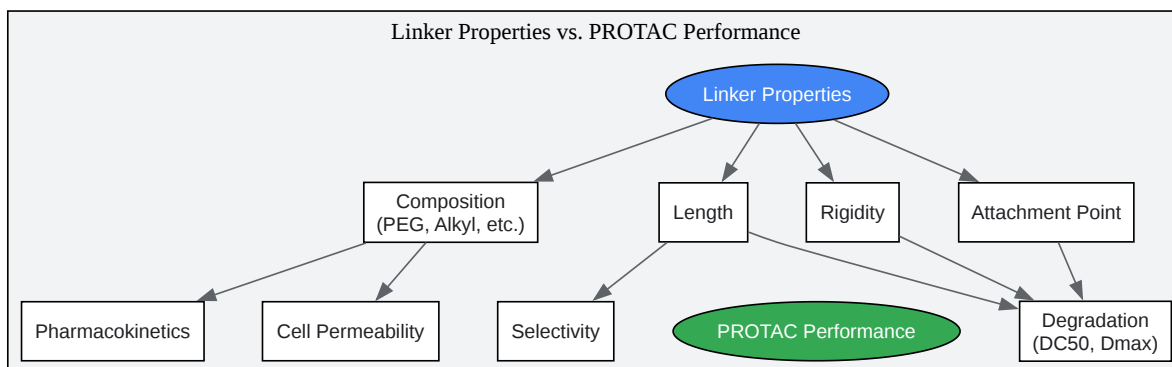 Linker Properties vs. PROTAC Performance
Linker Properties
Composition
(PEG, Alkyl, etc.)
Length
Rigidity
Attachment Point
Pharmacokinetics
Cell Permeability
Selectivity
PROTAC Performance
Degradation
(DC50, Dmax)